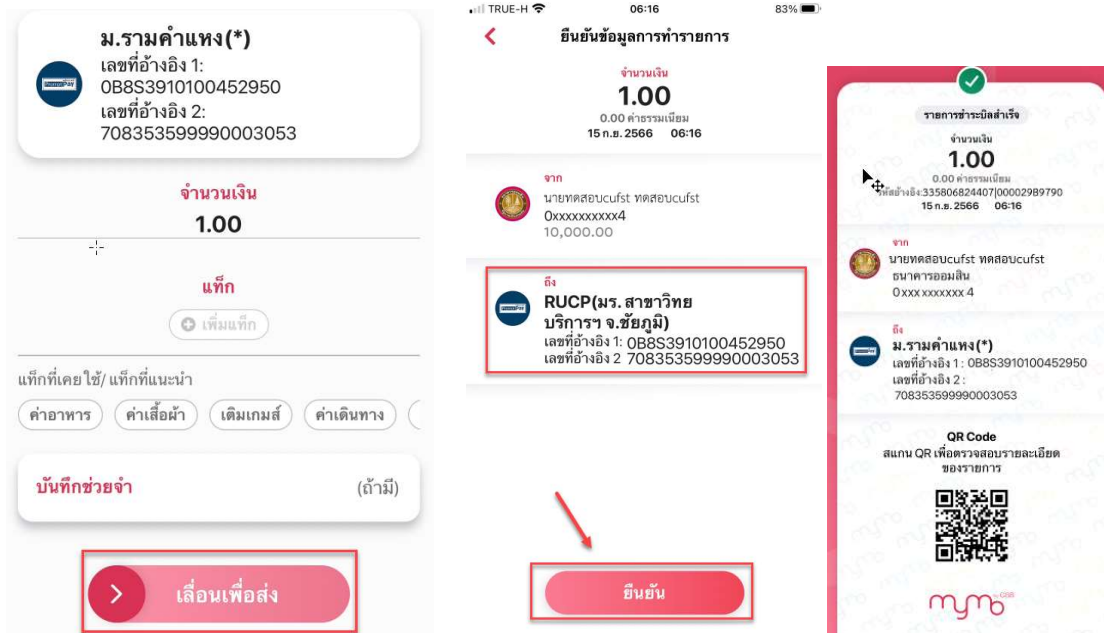 ม.รามคำแหง(*)
เลขที่อ้างอิง 1:
0B8S3910100452950
เลขที่อ้างอิง 2:
708353599990003053
จำนวนเงิน
1.00
แท็ก
เพิ่มแท็ก
แท็กที่เคยใช้/ แท็กที่แนะนำ
ค่าอาหาร
ค่าเสื้อผ้า
เติมเกมส์
ค่าเดินทาง
บันทึกช่วยจำ
(ถ้ามี)
เลื่อนเพื่อส่ง
TRUE-H
06:16
83%
ยืนยันข้อมูลการทำรายการ
จำนวนเงิน
1.00
0.00 ค่าธรรมเนียม
15 ก.ย. 2566 06:16
จาก
นายทดสอบcufst ทดสอบcufst
0xxxxxxxxxx4
10,000.00
ถึง
RUCP(มร. สาขาวิทย
บริการฯ จ.ชัยภูมิ)
เลขที่อ้างอิง 1: 0B8S3910100452950
เลขที่อ้างอิง 2 708353599990003053
ยืนยัน
รายการชำระบิลสำเร็จ
จำนวนเงิน
1.00
0.00 ค่าธรรมเนียม
รหัสอ้างอิง:335806824407|00002989790
15 ก.ย. 2566 06:16
จาก
นายทดสอบcufst ทดสอบcufst
ธนาคารออมสิน
0xxx xxxxxxx 4
ถึง
ม.รามคำแหง(*)
เลขที่อ้างอิง 1 : 0B8S3910100452950
เลขที่อ้างอิง 2 :
708353599990003053
QR Code
สแกน QR เพื่อตรวจสอบรายละเอียด
ของรายการ
mymo